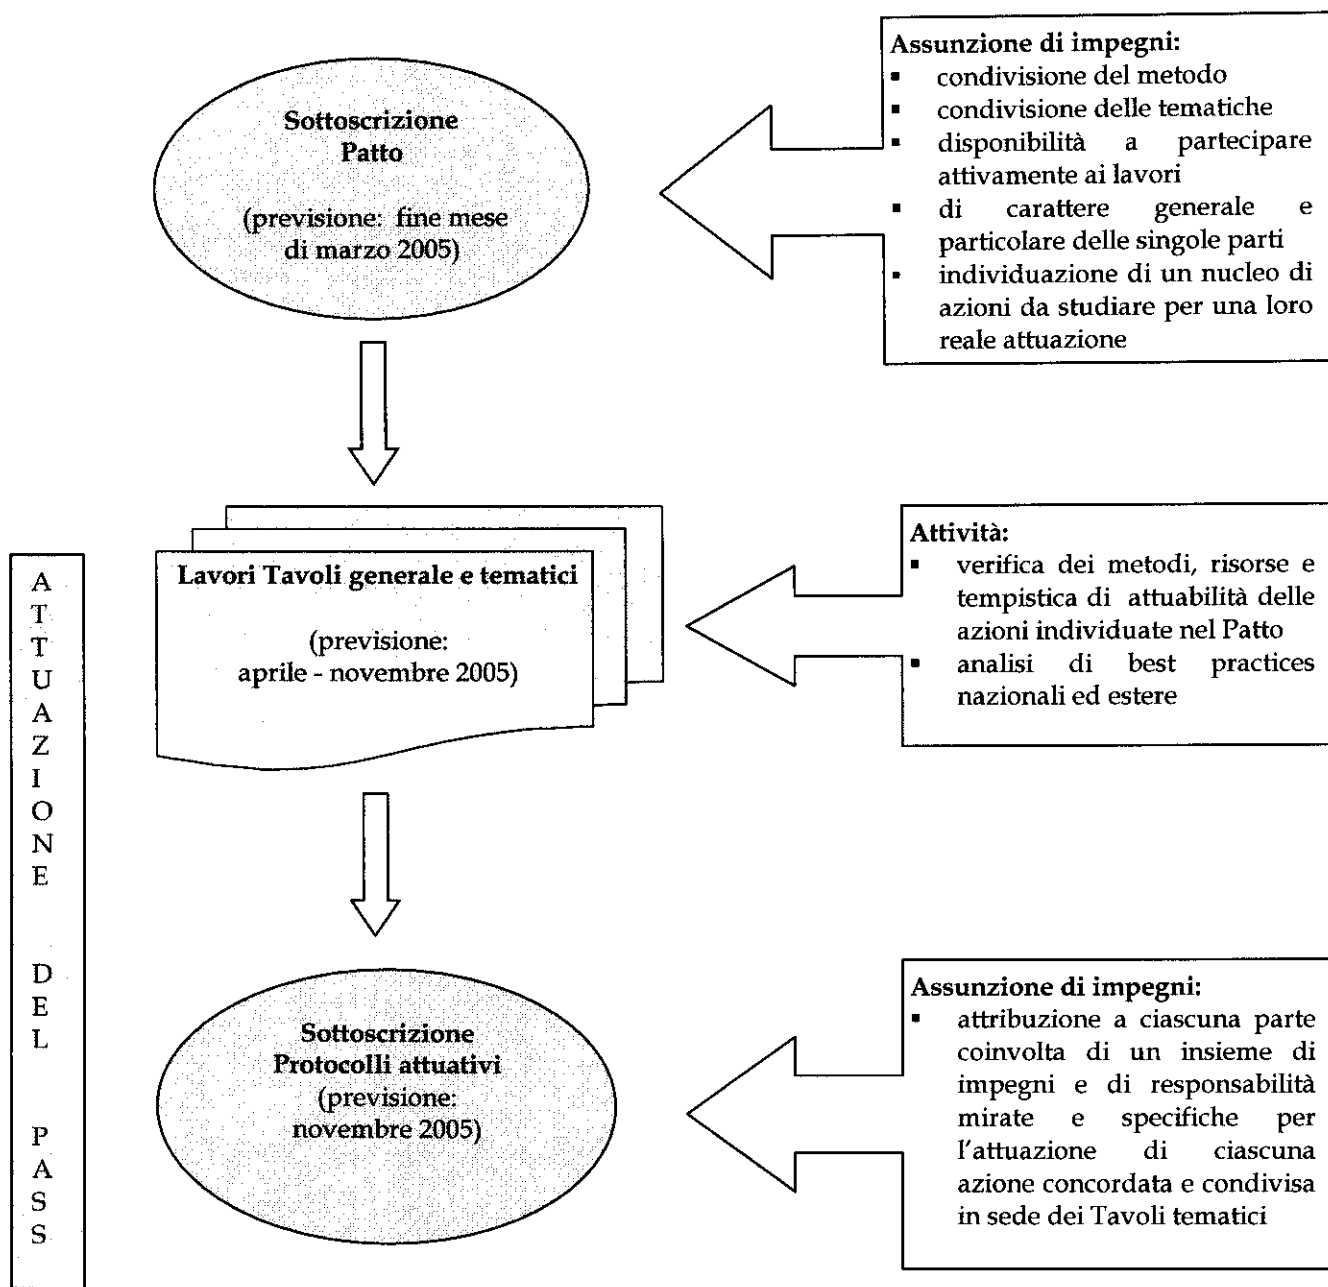 Sottoscrizione
Patto
(previsione: fine mese
di marzo 2005)
Assunzione di impegni:
▪ condivisione del metodo
▪ condivisione delle tematiche
▪ disponibilità a partecipare
attivamente ai lavori
▪ di carattere generale e
particolare delle singole parti
▪ individuazione di un nucleo di
azioni da studiare per una loro
reale attuazione
Lavori Tavoli generale e tematici
(previsione:
aprile - novembre 2005)
Attività:
▪ verifica dei metodi, risorse e
tempistica di attuabilità delle
azioni individuate nel Patto
▪ analisi di best practices
nazionali ed estere
Sottoscrizione
Protocolli attuativi
(previsione:
novembre 2005)
Assunzione di impegni:
▪ attribuzione a ciascuna parte
coinvolta di un insieme di
impegni e di responsabilità
mirate e specifiche per
l'attuazione di ciascuna
azione concordata e condivisa
in sede dei Tavoli tematici
ATTUAZIONE DEL PASS